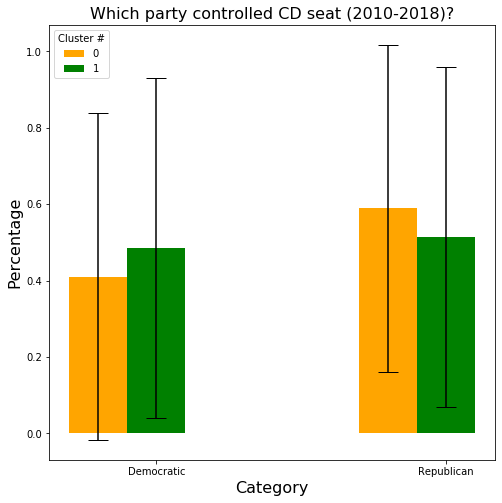 Which party controlled CD seat (2010-2018)?
Cluster #
0
1
Percentage
1.0
0.8
0.6
0.4
0.2
0.0
Democratic
Republican
Category